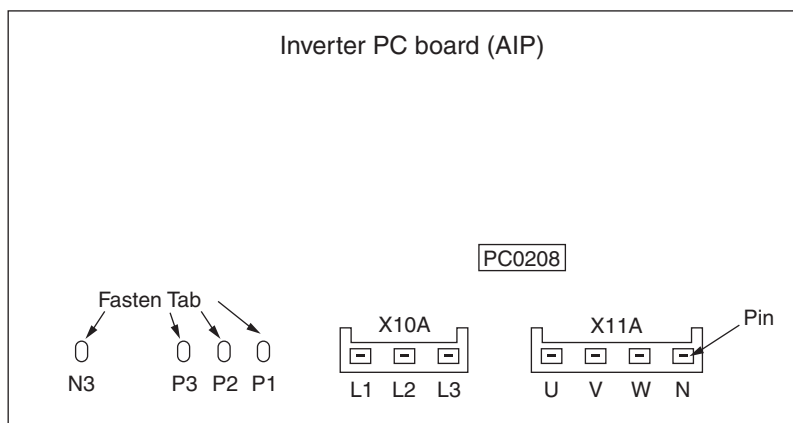 Inverter PC board (AIP)
PC0208
Fasten Tab
X10A
X11A
Pin
N3 P3 P2 P1 L1 L2 L3 U V W N